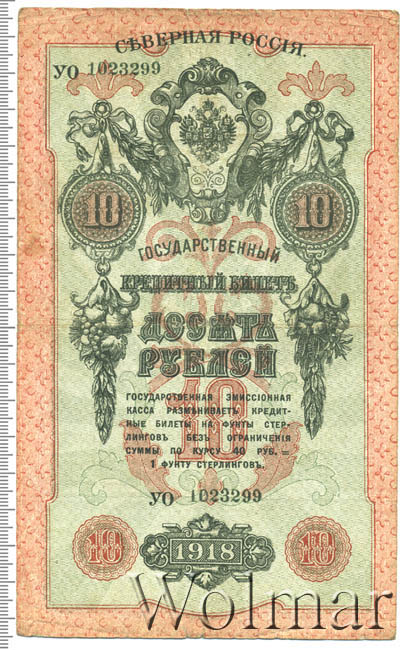 СѢВЕРНАЯ РОССІЯ.
УО 1023299
10 10
ГОСУДАРСТВЕННЫЙ
КРЕДИТНЫЙ БИЛЕТЪ
ДЕСЯТЬ
РУБЛЕЙ
10
ГОСУДАРСТВЕННАЯ ЭМИССІОННАЯ
КАССА РАЗМѢНИВАЕТЪ КРЕДИТ-
НЫЕ БИЛЕТЫ НА ФУНТЫ СТЕР-
ЛИНГОВЪ БЕЗЪ ОГРАНИЧЕНІЯ
СУММЫ ПО КУРСУ 40 РУБ. =
1 ФУНТУ СТЕРЛИНГОВЪ.
УО 1023299
10 1918 10
Wolmar